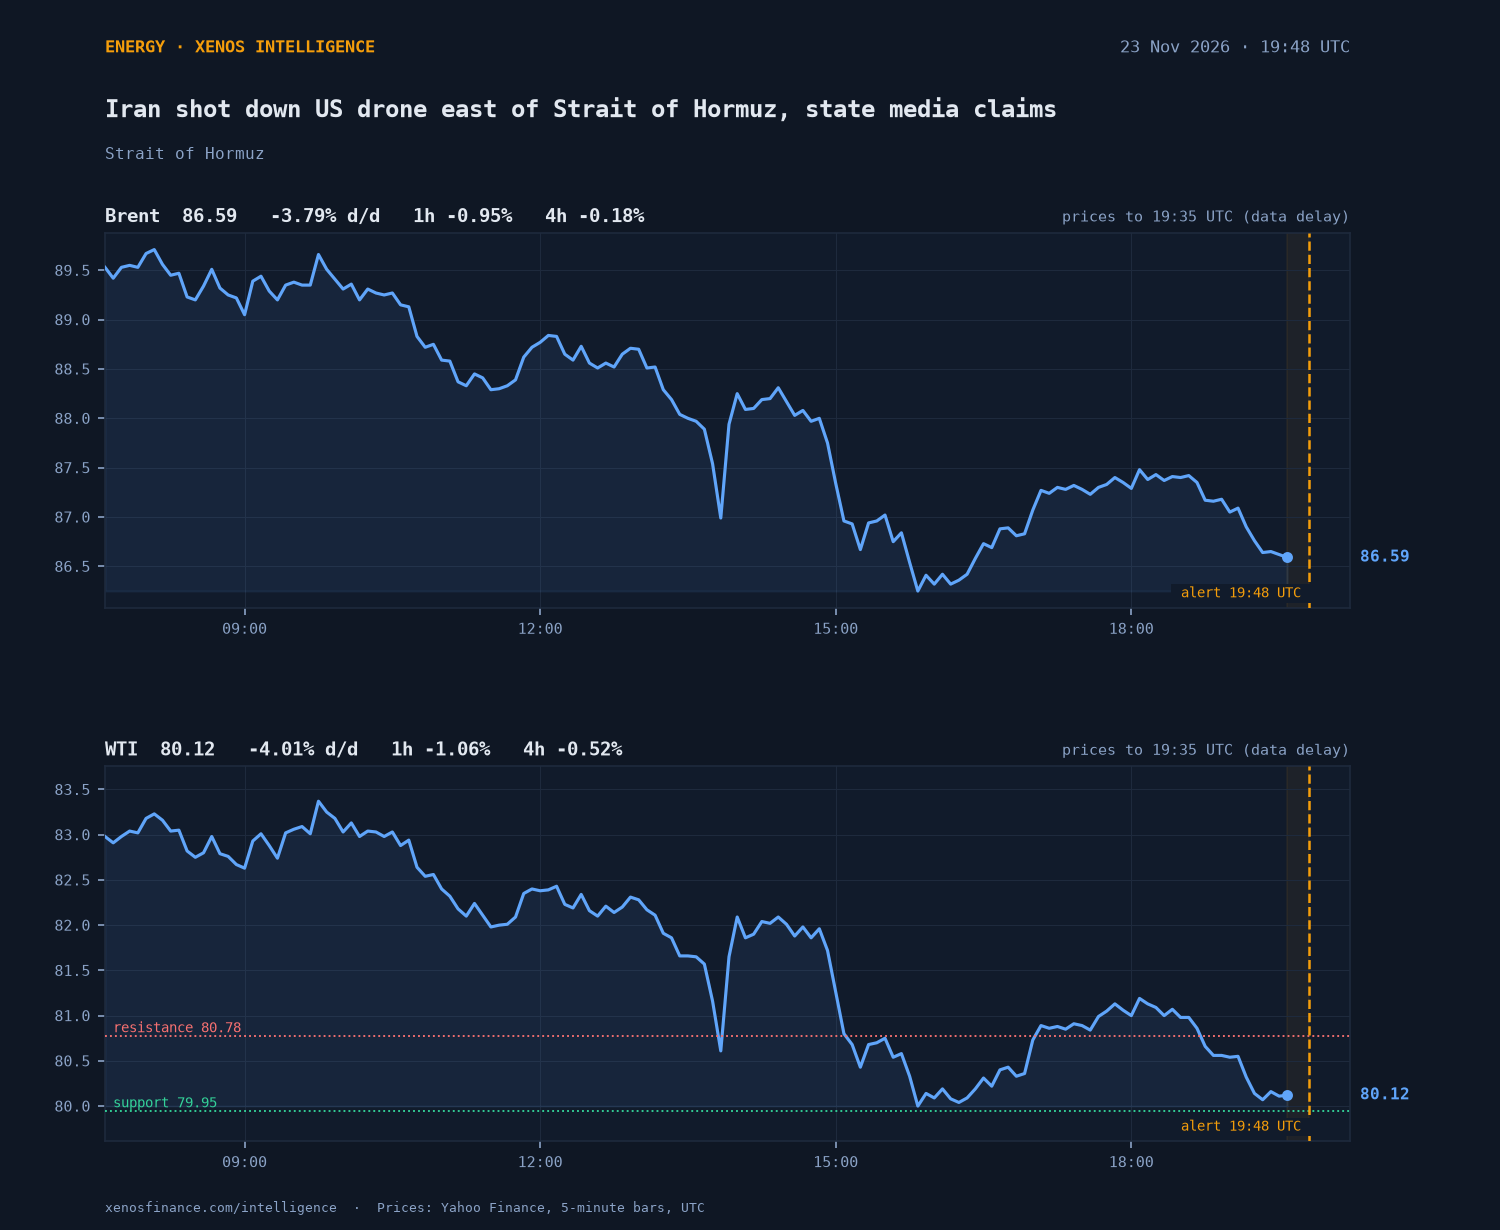 ENERGY · XENOS INTELLIGENCE
23 Nov 2026 · 19:48 UTC
Iran shot down US drone east of Strait of Hormuz, state media claims
Strait of Hormuz
Brent  86.59   -3.79% d/d   1h -0.95%   4h -0.18%
prices to 19:35 UTC (data delay)
89.5
89.0
88.5
88.0
87.5
87.0
86.5
86.59
alert 19:48 UTC
09:00
12:00
15:00
18:00
WTI  80.12   -4.01% d/d   1h -1.06%   4h -0.52%
prices to 19:35 UTC (data delay)
83.5
83.0
82.5
82.0
81.5
81.0
resistance 80.78
80.5
80.0
support 79.95
80.12
alert 19:48 UTC
09:00
12:00
15:00
18:00
xenosfinance.com/intelligence  ·  Prices: Yahoo Finance, 5-minute bars, UTC